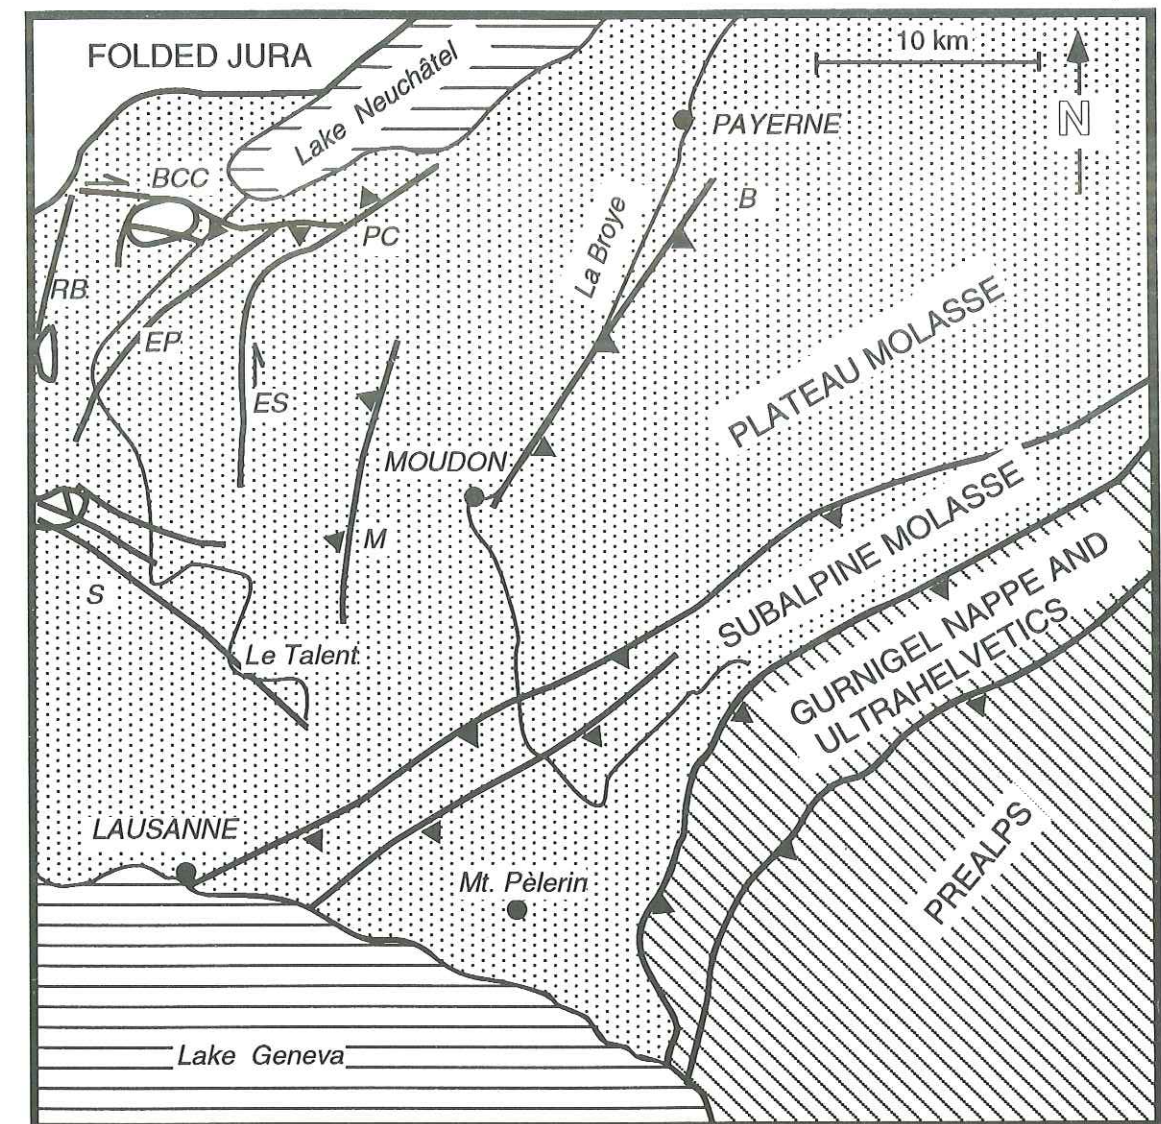 FOLDED JURA
Lake Neuchâtel
10 km
N
PAYERNE
BCC
B
PC
La Broye
RB
EP
PLATEAU MOLASSE
ES
MOUDON
M
SUBALPINE MOLASSE
S
GURNIGEL NAPPE AND
ULTRAHELVETICS
Le Talent
LAUSANNE
PREALPS
Mt. Pèlerin
Lake Geneva